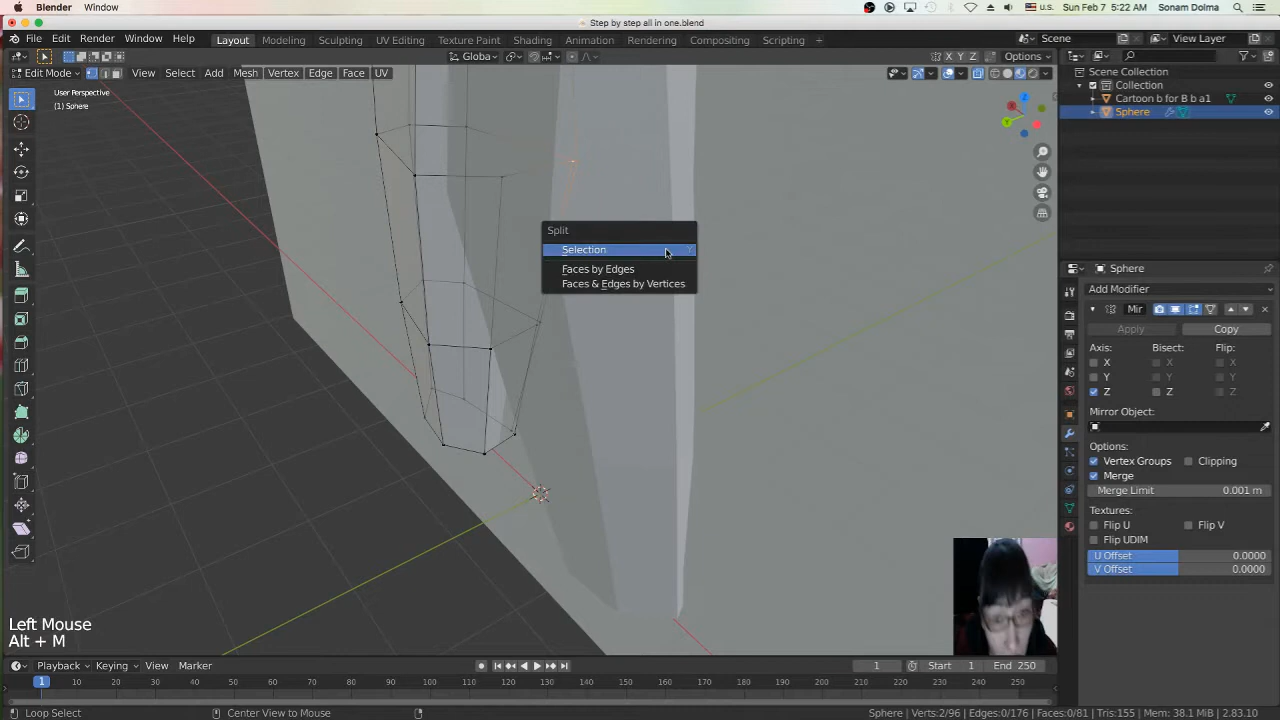 Blender Window U.S. Sun Feb 7 5:22 AM Sonam Dolma
Step by step all in one.blend
File Edit Render Window Help Layout Modeling Sculpting UV Editing Texture Paint Shading Animation Rendering Compositing Scripting + Scene View Layer
Globa X Y Z Options
Edit Mode View Select Add Mesh Vertex Edge Face UV
Scene Collection
Collection
Cartoon b for B b a1
Sphere
User Perspective
(1) Sphere
Split
Selection Y
Faces by Edges
Faces & Edges by Vertices
Sphere
Add Modifier
Mir
Apply Copy
Axis: Bisect: Flip:
X X X
Y Y Y
Z Z Z
Mirror Object:
Options:
Vertex Groups Clipping
Merge
Merge Limit 0.001 m
Textures:
Flip U Flip V
Flip UDIM
U Offset 0.0000
V Offset 0.0000
Left Mouse
Alt + M
Playback Keying View Marker 1 Start 1 End 250
1 10 20 30 40 50 60 70 80 90 100 110 120 130 140 150 160 170 180 190 200 210 220 230 240 250
Loop Select Center View to Mouse Sphere | Verts:2/96 | Edges:0/176 | Faces:0/81 | Tris:155 | Mem: 38.1 MiB | 2.83.10